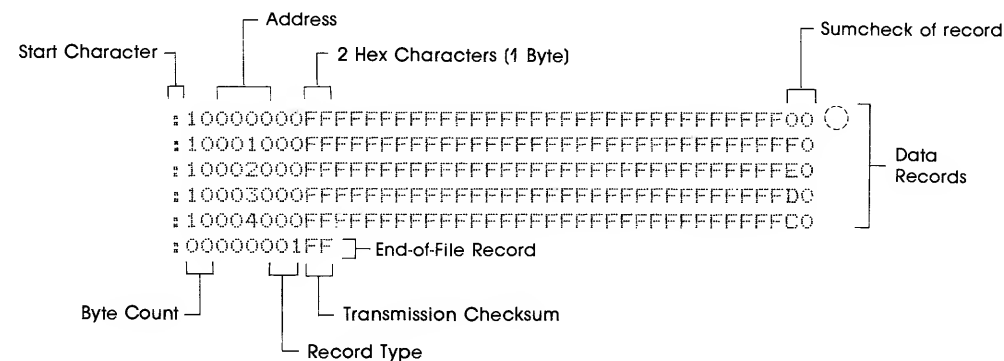 Address
Sumcheck of record
Start Character
2 Hex Characters (1 Byte)
:10000000FFFFFFFFFFFFFFFFFFFFFFFFFFFFFFFF00
:10001000FFFFFFFFFFFFFFFFFFFFFFFFFFFFFFFFF0
:10002000FFFFFFFFFFFFFFFFFFFFFFFFFFFFFFFFE0
:10003000FFFFFFFFFFFFFFFFFFFFFFFFFFFFFFFFD0
:10004000FFFFFFFFFFFFFFFFFFFFFFFFFFFFFFFFC0
:00000001FF
Data
Records
End-of-File Record
Byte Count
Transmission Checksum
Record Type